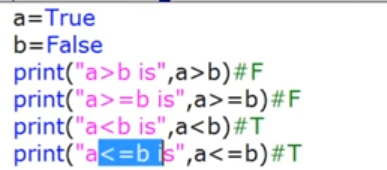 a=True
b=False
print("a>b is",a>b)#F
print("a>=b is",a>=b)#F
print("a<b is",a<b)#T
print("a<=b is",a<=b)#T